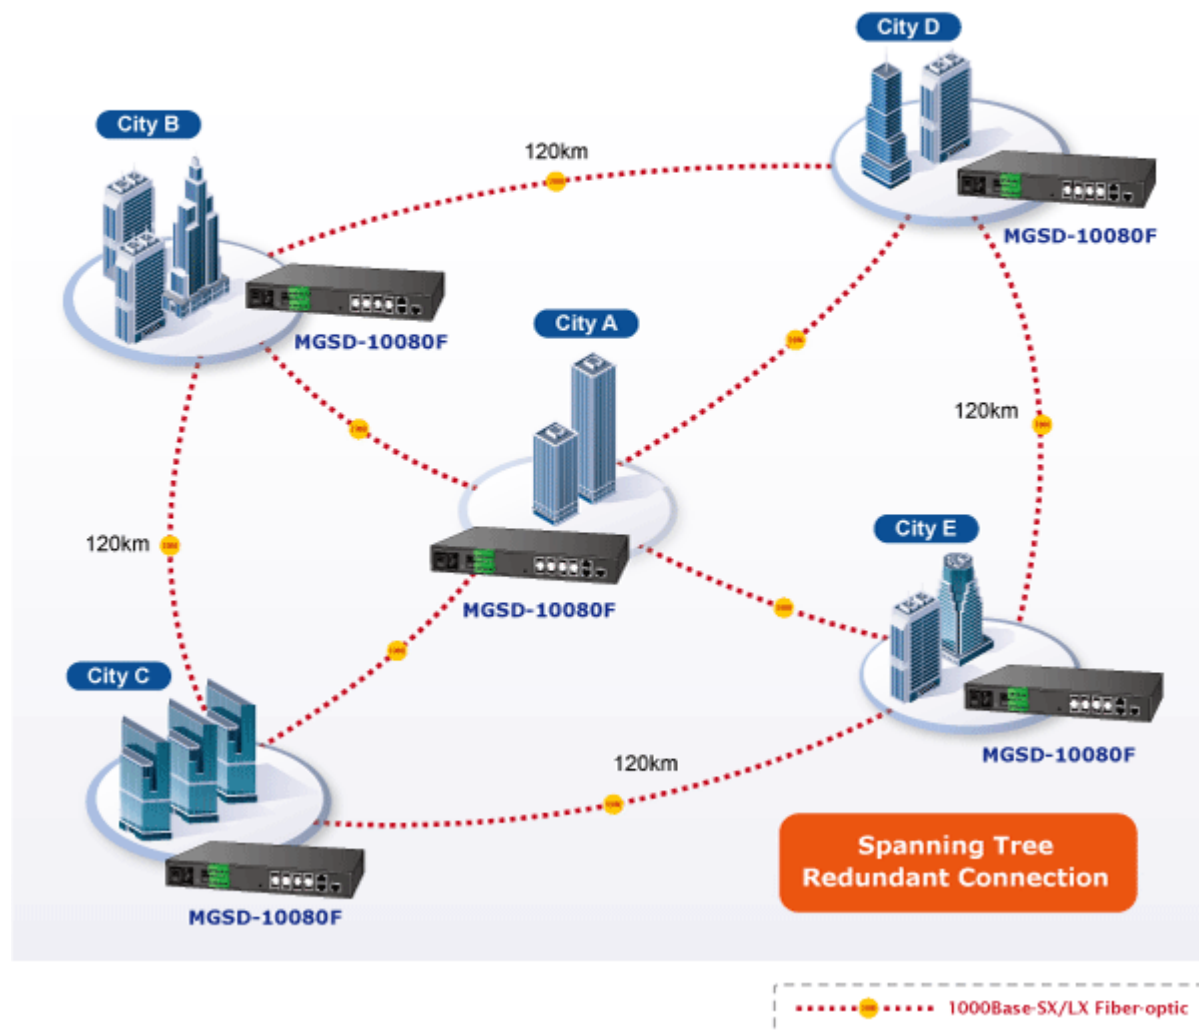 City D
City B
120km
MGSD-10080F
City A
MGSD-10080F
120km
City E
120km
MGSD-10080F
City C
120km
MGSD-10080F
Spanning Tree
Redundant Connection
MGSD-10080F
1000Base-SX/LX Fiber-optic